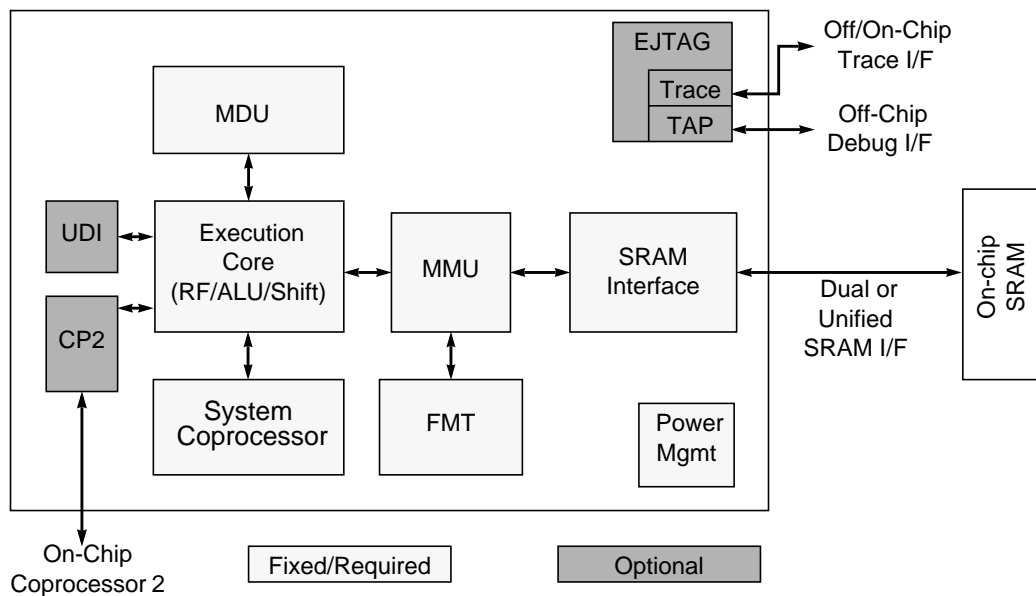 EJTAG
Trace
TAP
Off/On-Chip
Trace I/F
Off-Chip
Debug I/F
MDU
UDI
Execution
Core
(RF/ALU/Shift)
MMU
SRAM
Interface
Dual or
Unified
SRAM I/F
On-chip
SRAM
CP2
System
Coprocessor
FMT
Power
Mgmt
On-Chip
Coprocessor 2
Fixed/Required
Optional